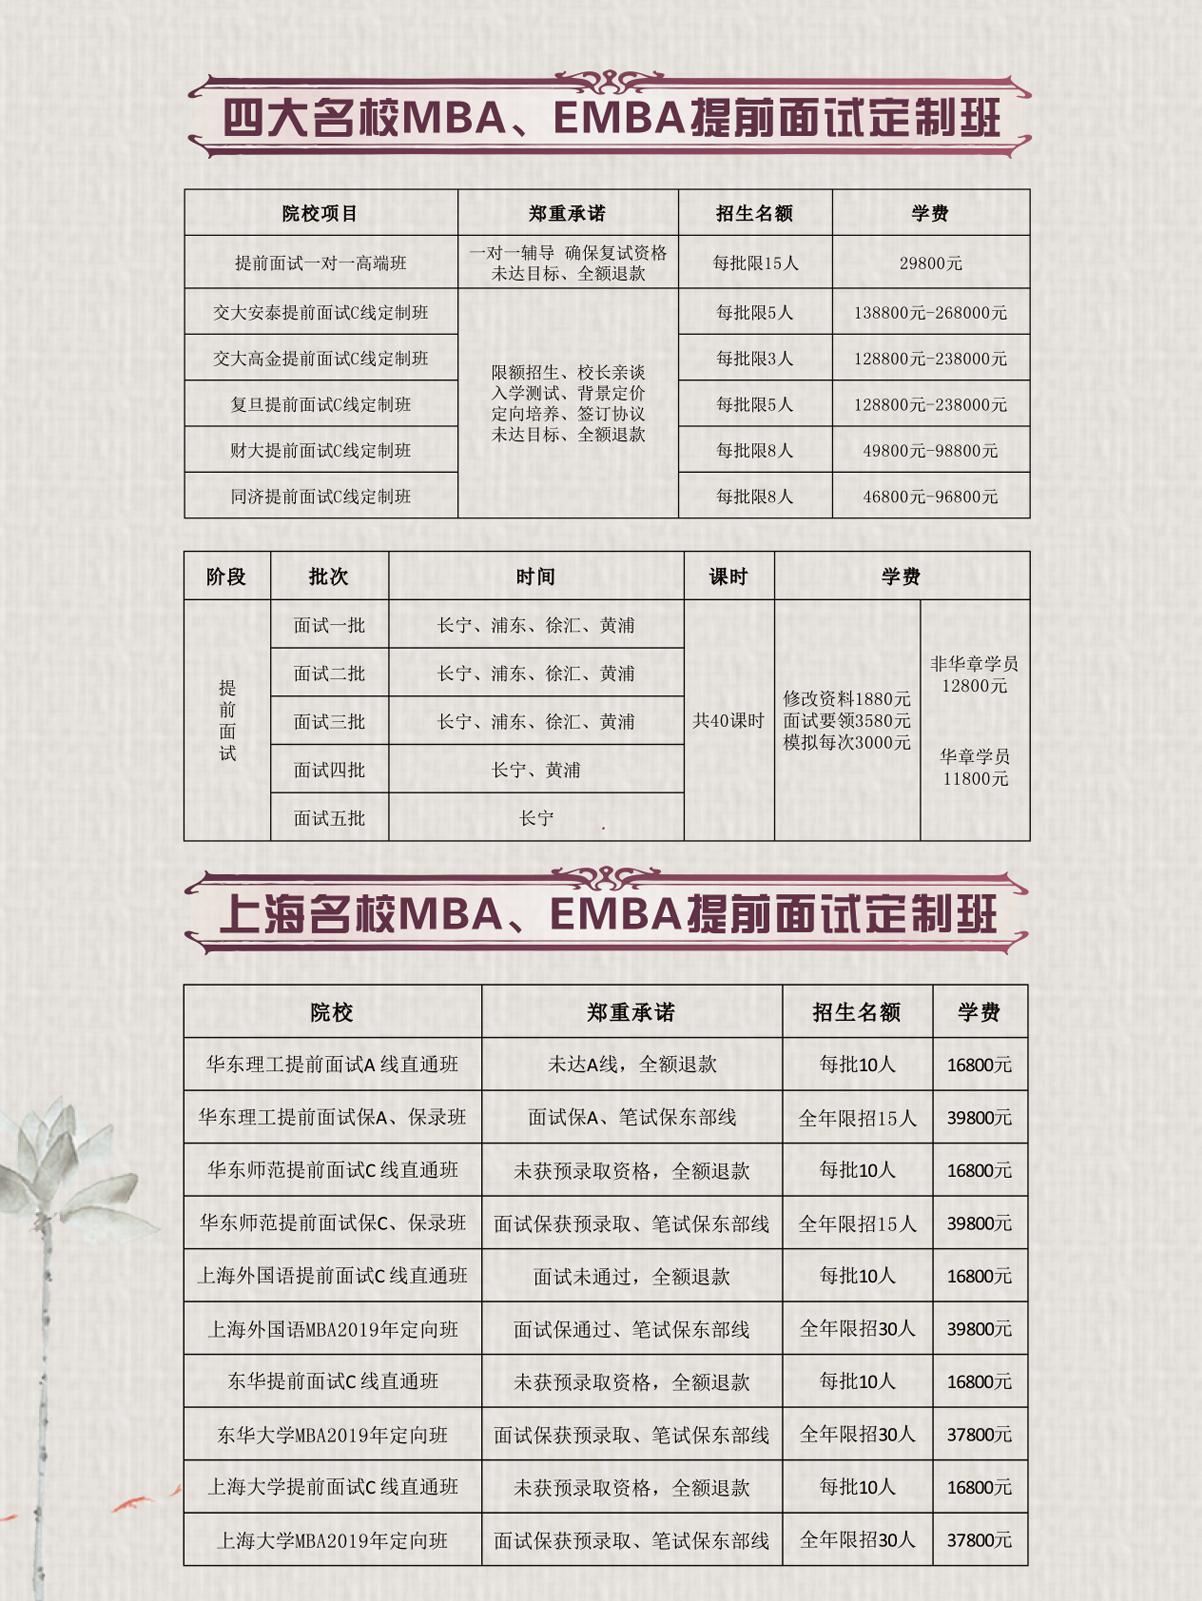 四大名校MBA、EMBA提前面试定制班
院校项目 郑重承诺 招生名额 学费
提前面试一对一高端班 一对一辅导 确保复试资格 每批限15人 29800元
未达目标、全额退款
交大安泰提前面试C线定制班 每批限5人 138800元-268000元
交大高金提前面试C线定制班 每批限3人 128800元-238000元
限额招生、校长亲谈
入学测试、背景定价
复旦提前面试C线定制班 每批限5人 128800元-238000元
定向培养、签订协议
未达目标、全额退款
财大提前面试C线定制班 每批限8人 49800元-98800元
同济提前面试C线定制班 每批限8人 46800元-96800元
阶段 批次 时间 课时 学费
提前面试
面试一批 长宁、浦东、徐汇、黄浦
面试二批 长宁、浦东、徐汇、黄浦
面试三批 长宁、浦东、徐汇、黄浦
面试四批 长宁、黄浦
面试五批 长宁
共40课时
修改资料1880元
面试要领3580元
模拟每次3000元
非华章学员
12800元
华章学员
11800元
上海名校MBA、EMBA提前面试定制班
院校 郑重承诺 招生名额 学费
华东理工提前面试A 线直通班 未达A线，全额退款 每批10人 16800元
华东理工提前面试保A、保录班 面试保A、笔试保东部线 全年限招15人 39800元
华东师范提前面试C 线直通班 未获预录取资格，全额退款 每批10人 16800元
华东师范提前面试保C、保录班 面试保获预录取、笔试保东部线 全年限招15人 39800元
上海外国语提前面试C 线直通班 面试未通过，全额退款 每批10人 16800元
上海外国语MBA2019年定向班 面试保通过、笔试保东部线 全年限招30人 39800元
东华提前面试C 线直通班 未获预录取资格，全额退款 每批10人 16800元
东华大学MBA2019年定向班 面试保获预录取、笔试保东部线 全年限招30人 37800元
上海大学提前面试C 线直通班 未获预录取资格，全额退款 每批10人 16800元
上海大学MBA2019年定向班 面试保获预录取、笔试保东部线 全年限招30人 37800元